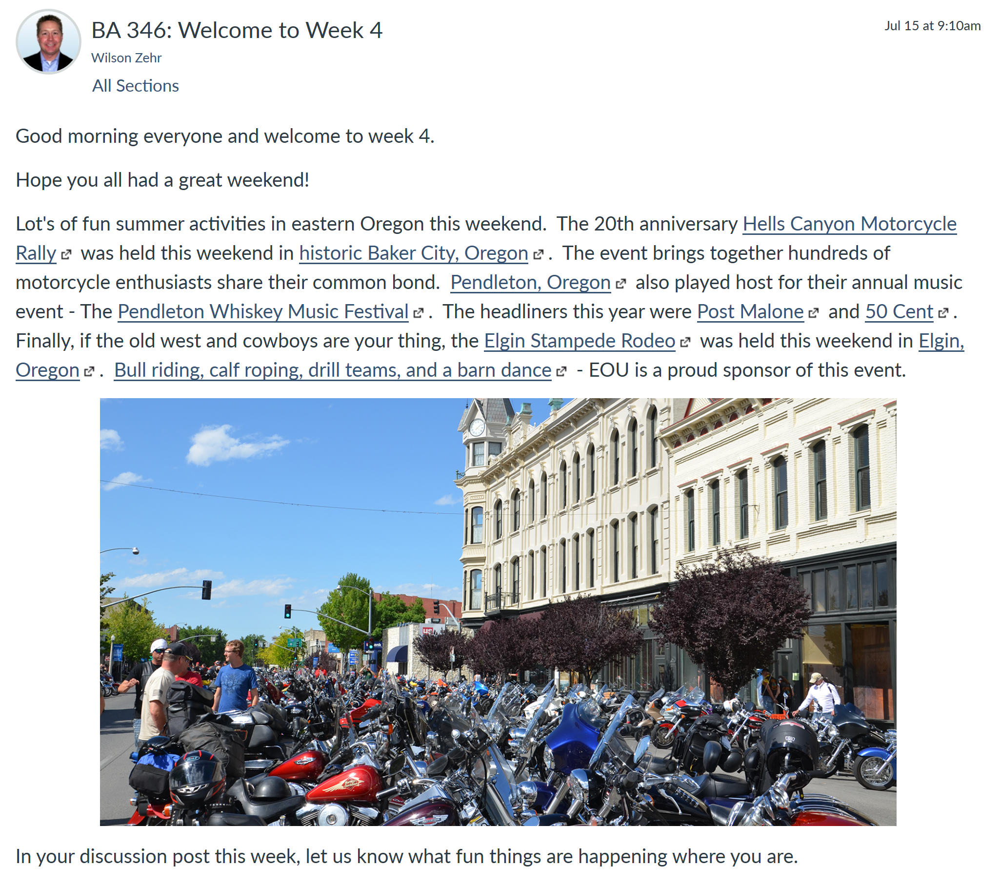 BA 346: Welcome to Week 4
Jul 15 at 9:10am
Wilson Zehr
All Sections
Good morning everyone and welcome to week 4.
Hope you all had a great weekend!
Lot's of fun summer activities in eastern Oregon this weekend.  The 20th anniversary Hells Canyon Motorcycle
Rally was held this weekend in historic Baker City, Oregon .  The event brings together hundreds of
motorcycle enthusiasts share their common bond.  Pendleton, Oregon also played host for their annual music
event - The Pendleton Whiskey Music Festival .  The headliners this year were Post Malone and 50 Cent .
Finally, if the old west and cowboys are your thing, the Elgin Stampede Rodeo was held this weekend in Elgin,
Oregon .  Bull riding, calf roping, drill teams, and a barn dance - EOU is a proud sponsor of this event.
In your discussion post this week, let us know what fun things are happening where you are.